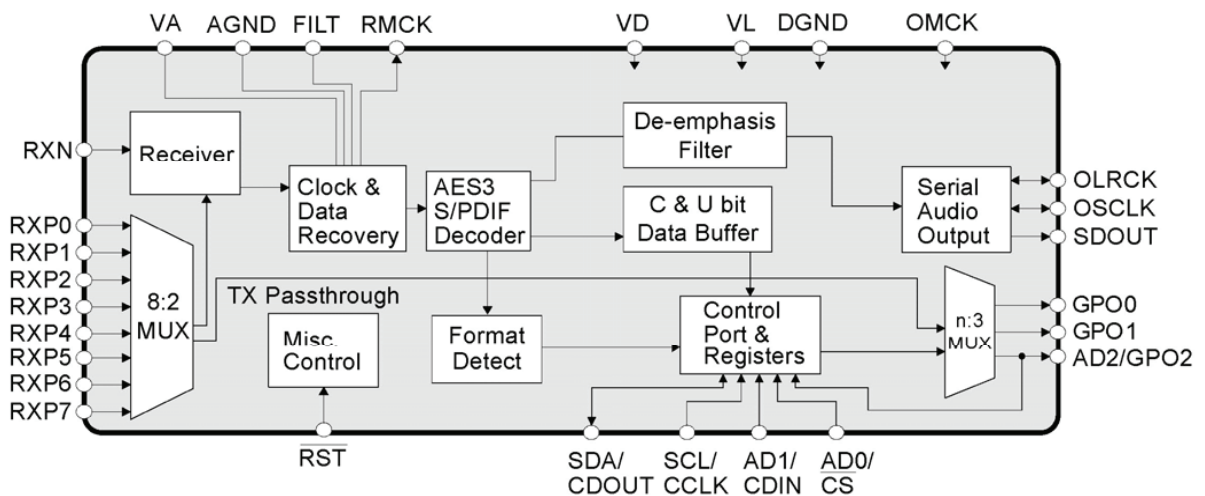 VA AGND FILT RMCK VD VL DGND OMCK
RXN
Receiver
De-emphasis
Filter
Clock &
Data
Recovery
AES3
S/PDIF
Decoder
C & U bit
Data Buffer
Serial
Audio
Output
OLRCK
OSCLK
SDOUT
RXP0
RXP1
RXP2
RXP3
RXP4
RXP5
RXP6
RXP7
8:2
MUX
TX Passthrough
Misc.
Control
Format
Detect
Control
Port &
Registers
n:3
MUX
GPO0
GPO1
AD2/GPO2
RST
SDA/
CDOUT
SCL/
CCLK
AD1/
CDIN
AD0/
CS